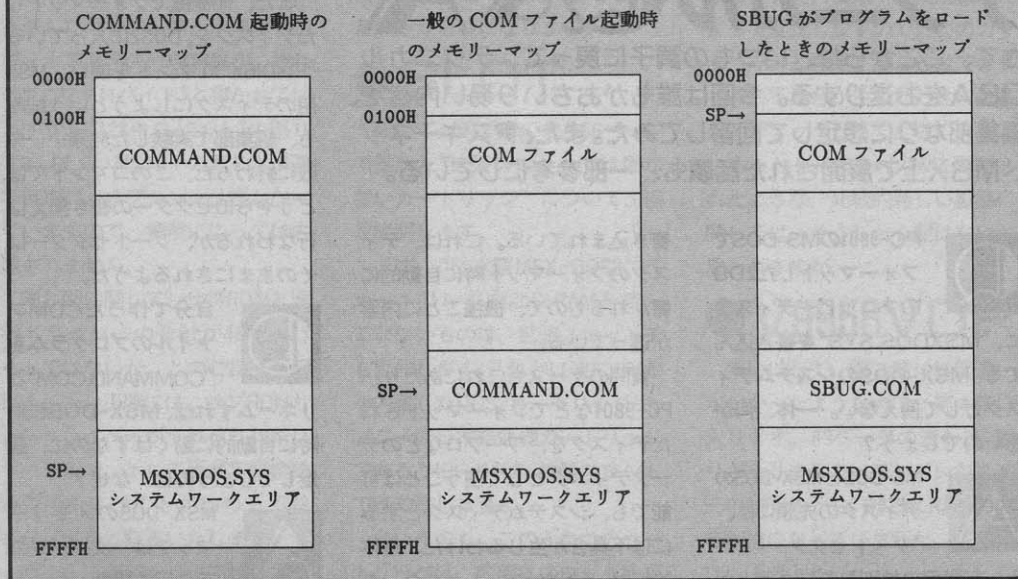 COMMAND.COM 起動時の
メモリーマップ
0000H
0100H
COMMAND.COM
SP→
MSXDOS.SYS
システムワークエリア
FFFFH
一般の COM ファイル起動時
のメモリーマップ
0000H
0100H
COM ファイル
SP→
COMMAND.COM
MSXDOS.SYS
システムワークエリア
FFFFH
SBUG がプログラムをロード
したときのメモリーマップ
0000H
SP→
COM ファイル
SBUG.COM
MSXDOS.SYS
システムワークエリア
FFFFH